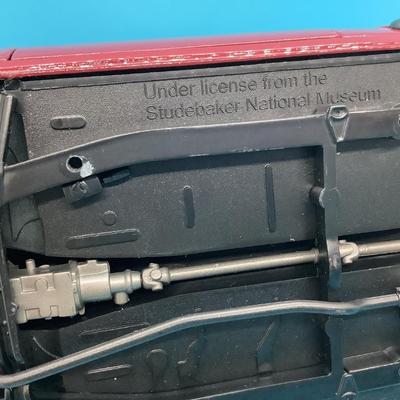 Under license from the
Studebaker National Museum